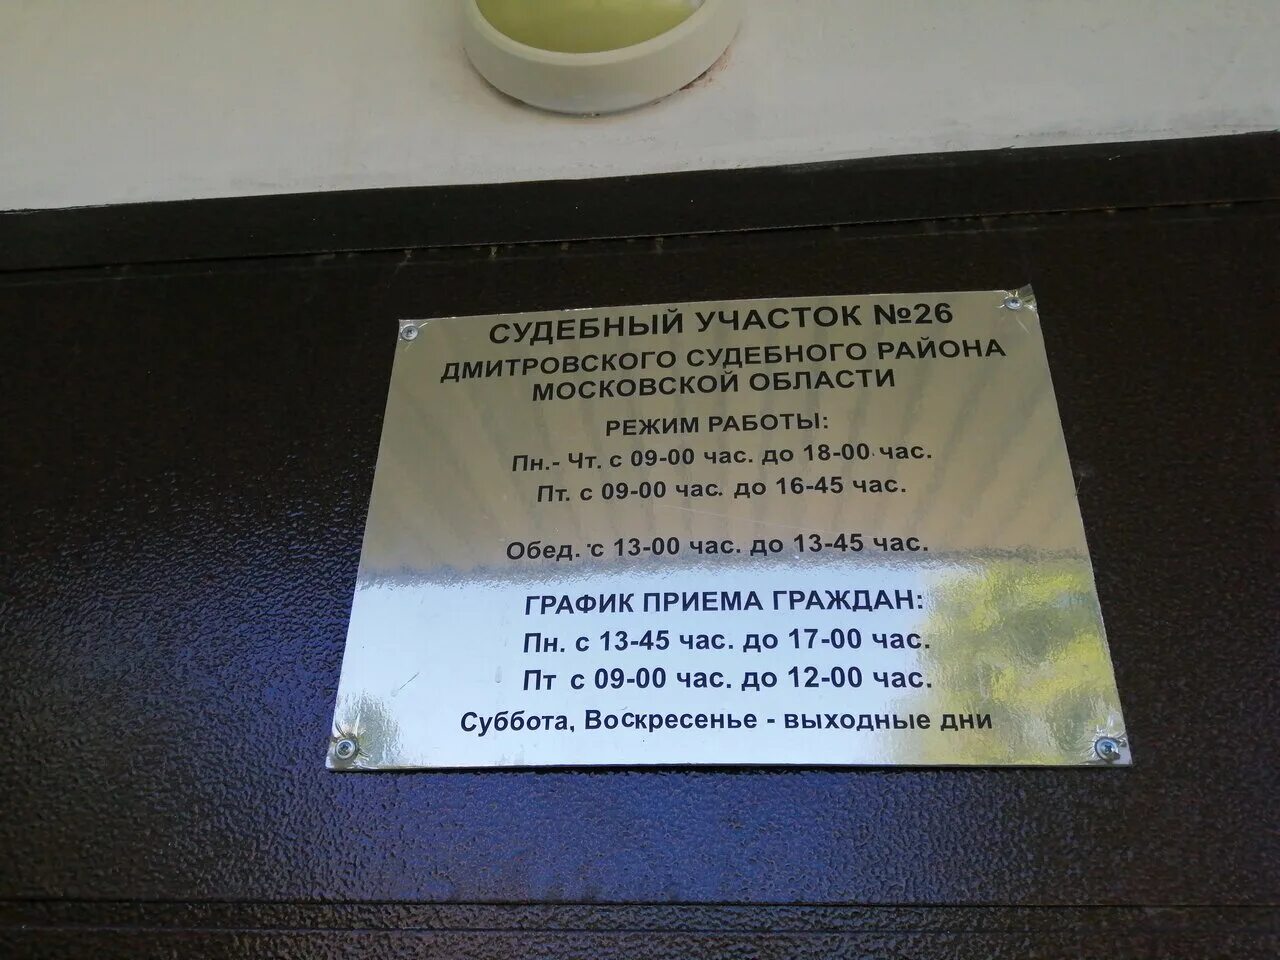 СУДЕБНЫЙ УЧАСТОК №26
ДМИТРОВСКОГО СУДЕБНОГО РАЙОНА
МОСКОВСКОЙ ОБЛАСТИ
РЕЖИМ РАБОТЫ:
Пн.- Чт. с 09-00 час. до 18-00 час.
Пт. с 09-00 час. до 16-45 час.
Обед. с 13-00 час. до 13-45 час.
ГРАФИК ПРИЕМА ГРАЖДАН:
Пн. с 13-45 час. до 17-00 час.
Пт с 09-00 час. до 12-00 час.
Суббота, Воскресенье - выходные дни